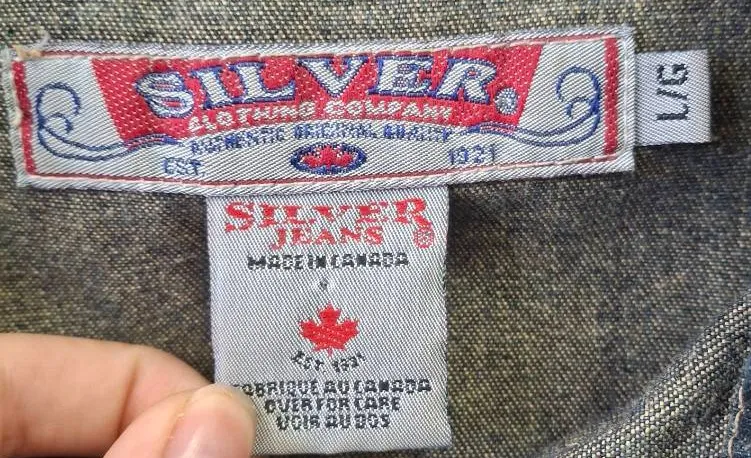 SILVER®
CLOTHING COMPANY
AUTHENTIC ORIGINAL QUALITY
EST. 1921
L/G
SILVER
JEANS ®
MADE IN CANADA
EST. 1921
FABRIQUE AU CANADA
OVER FOR CARE
VOIR AU DOS